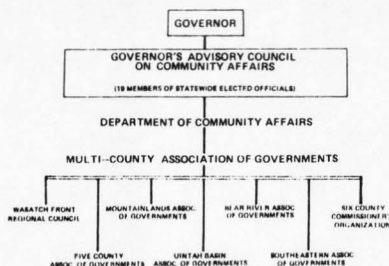 GOVERNOR
GOVERNOR'S ADVISORY COUNCIL
ON COMMUNITY AFFAIRS
(19 MEMBERS OF STATEWIDE ELECTED OFFICIALS)
DEPARTMENT OF COMMUNITY AFFAIRS
MULTI--COUNTY ASSOCIATION OF GOVERNMENTS
WASATCH FRONT
REGIONAL COUNCIL
MOUNTAINLANDS ASSOC.
OF GOVERNMENTS
BEAR RIVER ASSOC
OF GOVERNMENTS
SIX COUNTY
COMMISSIONER'S
ORGANIZATION
FIVE COUNTY
ASSOC. OF GOVERNMENTS
UINTAH BASIN
ASSOC. OF GOVERNMENTS
SOUTHEASTERN ASSOC
OF GOVERNMENTS